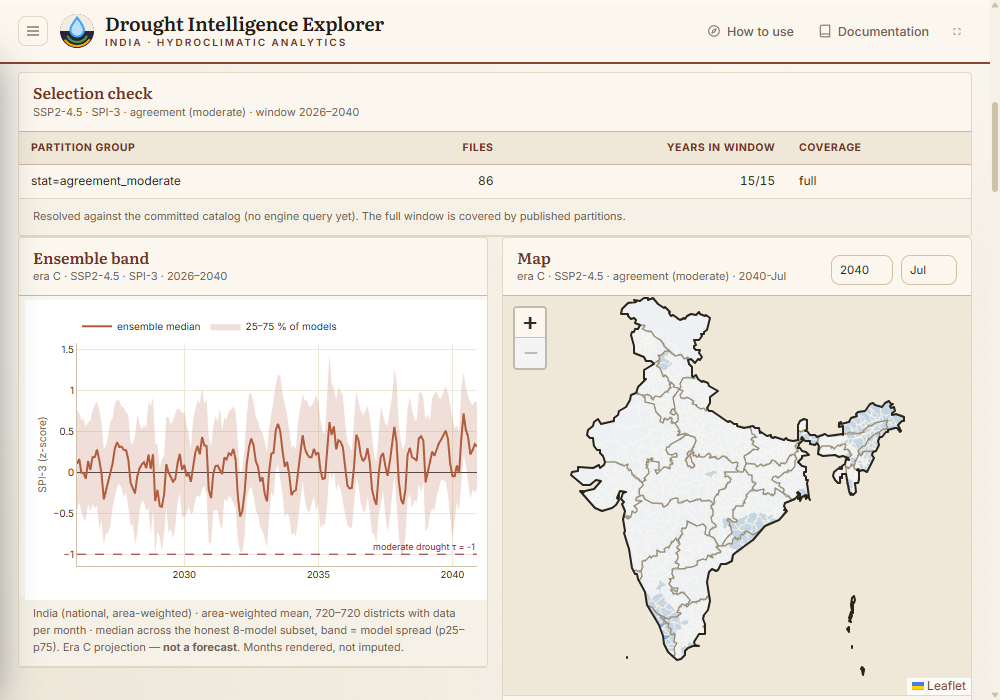 Drought Intelligence Explorer
INDIA · HYDROCLIMATIC ANALYTICS
How to use
Documentation
Selection check
SSP2-4.5 · SPI-3 · agreement (moderate) · window 2026–2040
PARTITION GROUP FILES YEARS IN WINDOW COVERAGE
stat=agreement_moderate 86 15/15 full
Resolved against the committed catalog (no engine query yet). The full window is covered by published partitions.
Ensemble band
era C · SSP2-4.5 · SPI-3 · 2026–2040
ensemble median 25–75 % of models
1.5
1
0.5
0
−0.5
−1
SPI-3 (z-score)
moderate drought τ = −1
2030 2035 2040
India (national, area-weighted) · area-weighted mean, 720–720 districts with data
per month · median across the honest 8-model subset, band = model spread (p25–
p75). Era C projection — not a forecast. Months rendered, not imputed.
Map
era C · SSP2-4.5 · agreement (moderate) · 2040-Jul
2040
Jul
+
−
Leaflet